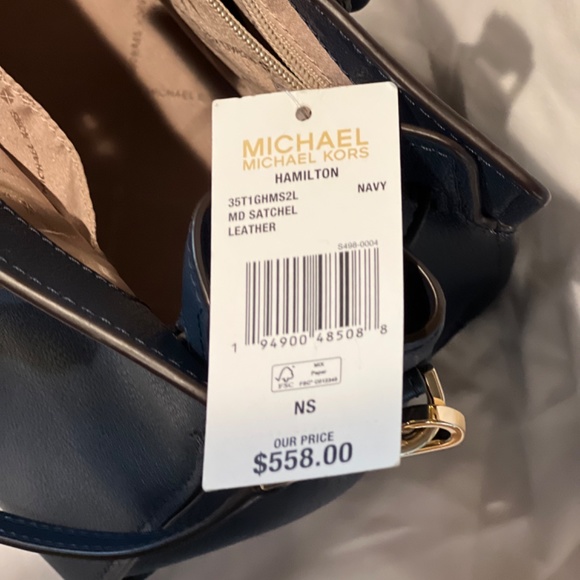 MICHAEL
MICHAEL KORS
HAMILTON
35T1GHMS2L NAVY
MD SATCHEL
LEATHER
S498-0004
1 94900 48508 8
FSC
MIX
Paper
NS
OUR PRICE
$558.00